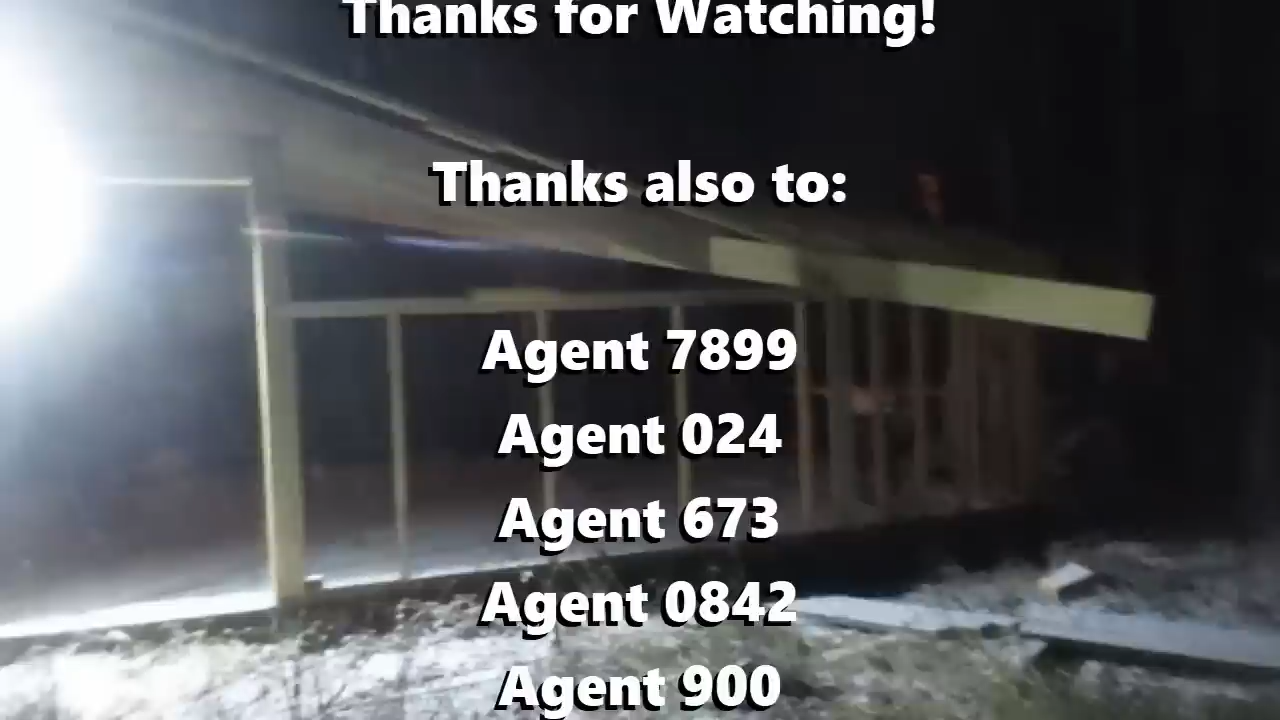 Thanks for Watching!
Thanks also to:
Agent 7899
Agent 024
Agent 673
Agent 0842
Agent 900